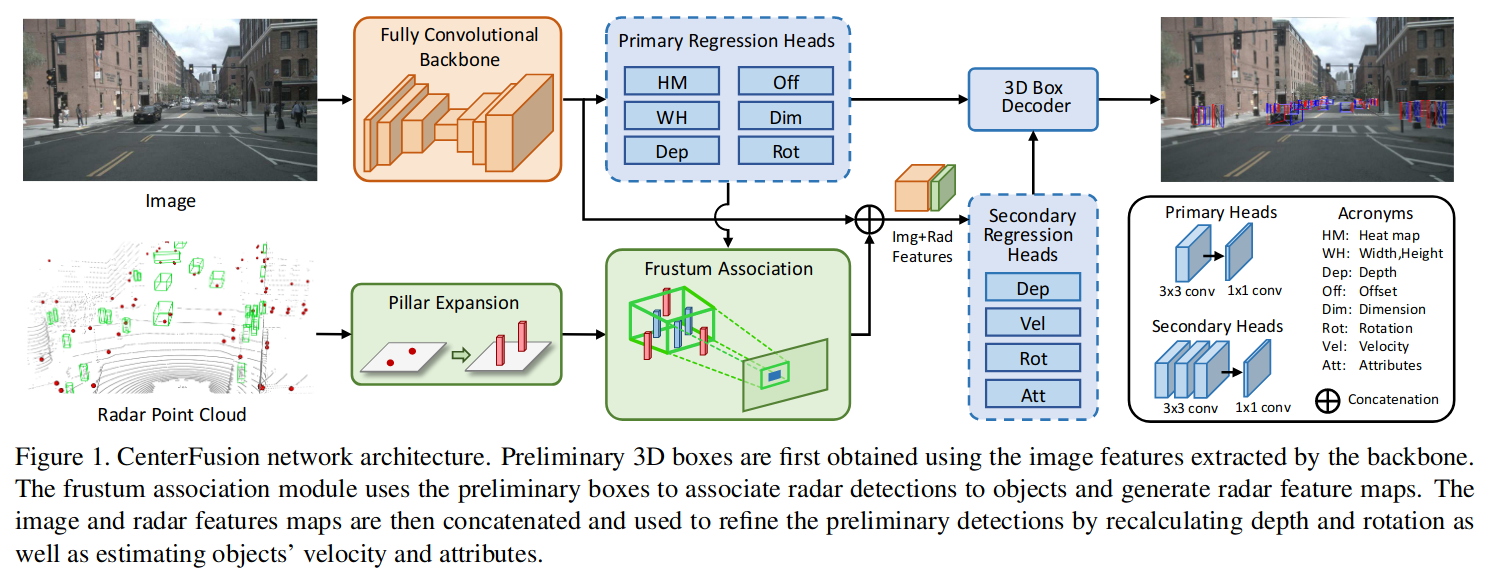 Fully Convolutional
Backbone
Primary Regression Heads
HM
Off
WH
Dim
Dep
Rot
3D Box
Decoder
Image
Img+Rad
Features
Secondary
Regression
Heads
Dep
Vel
Rot
Att
Radar Point Cloud
Pillar Expansion
Frustum Association
Primary Heads
3x3 conv
1x1 conv
Secondary Heads
3x3 conv
1x1 conv
Acronyms
HM: Heat map
WH: Width,Height
Dep: Depth
Off: Offset
Dim: Dimension
Rot: Rotation
Vel: Velocity
Att: Attributes
Concatenation
Figure 1. CenterFusion network architecture. Preliminary 3D boxes are first obtained using the image features extracted by the backbone.
The frustum association module uses the preliminary boxes to associate radar detections to objects and generate radar feature maps. The
image and radar features maps are then concatenated and used to refine the preliminary detections by recalculating depth and rotation as
well as estimating objects’ velocity and attributes.